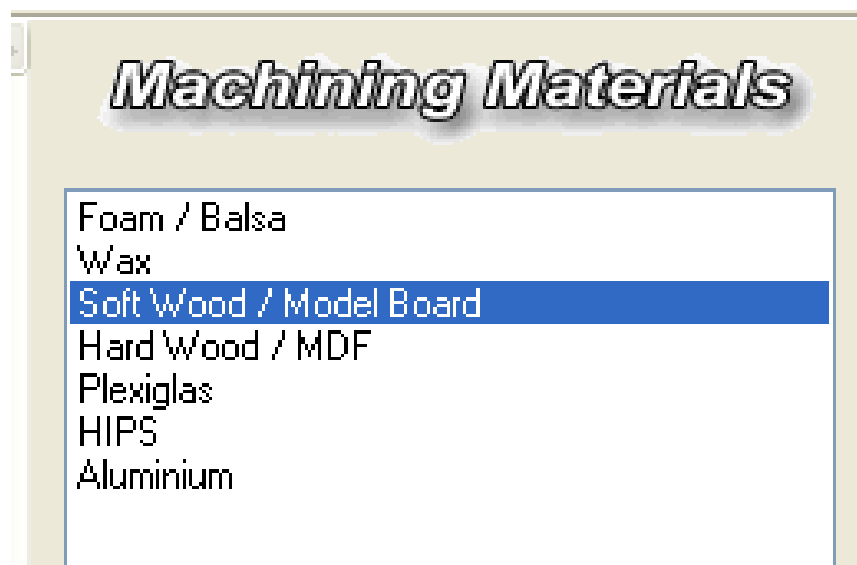 Machining Materials
Foam / Balsa
Wax
Soft Wood / Model Board
Hard Wood / MDF
Plexiglas
HIPS
Aluminium